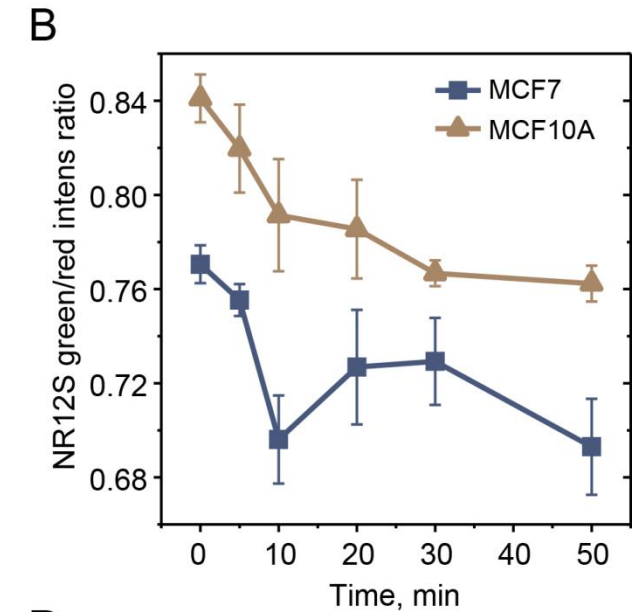 B
NR12S green/red intens ratio
0.84
0.80
0.76
0.72
0.68
MCF7
MCF10A
0 10 20 30 40 50
Time, min